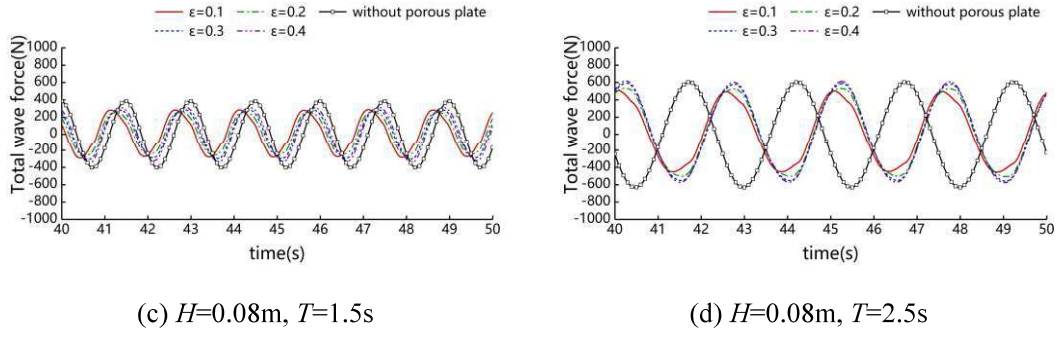 ε=0.1 ε=0.2 without porous plate
ε=0.3 ε=0.4
Total wave force(N)
1000
800
600
400
200
0
-200
-400
-600
-800
-1000
40 41 42 43 44 45 46 47 48 49 50
time(s)
(c) H=0.08m, T=1.5s
ε=0.1 ε=0.2 without porous plate
ε=0.3 ε=0.4
Total wave force(N)
1000
800
600
400
200
0
-200
-400
-600
-800
-1000
40 41 42 43 44 45 46 47 48 49 50
time(s)
(d) H=0.08m, T=2.5s